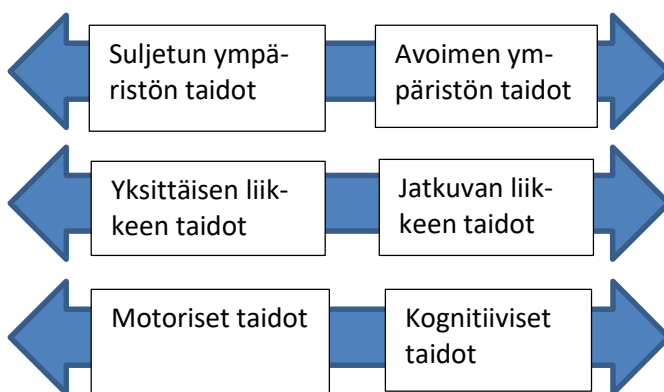 Suljetun ympä-
ristön taidot
Avoimen ym-
päristön taidot
Yksittäisen liik-
keen taidot
Jatkuvan liik-
keen taidot
Motoriset taidot
Kognitiiviset
taidot